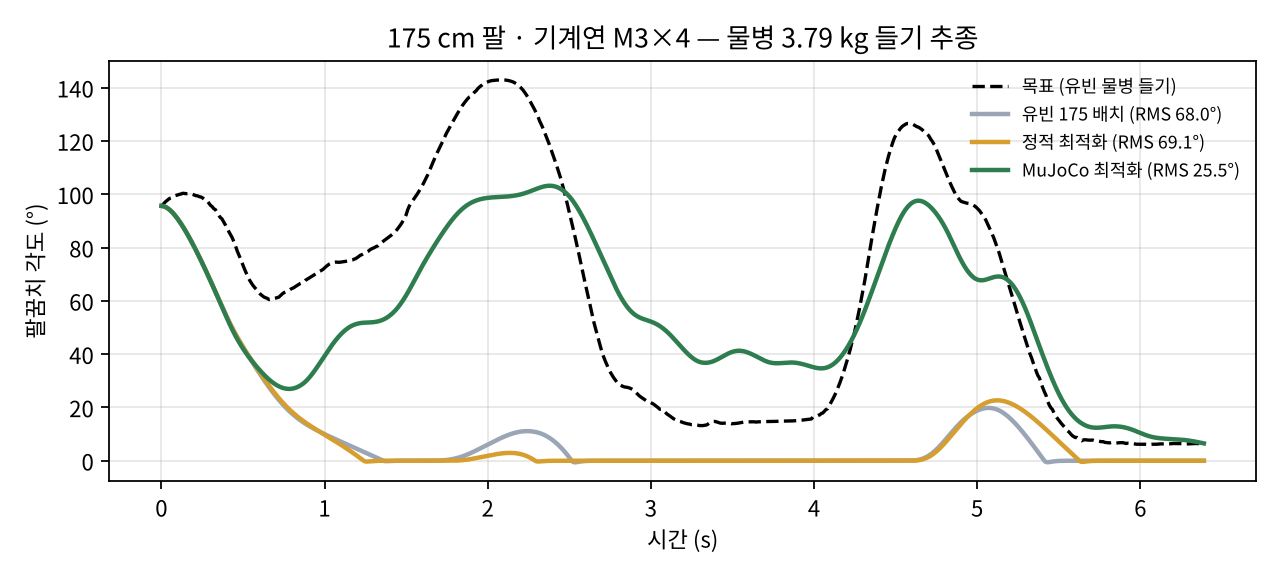 175 cm 팔 · 기계연 M3×4 — 물병 3.79 kg 들기 추종
목표 (유빈 물병 들기)
유빈 175 배치 (RMS 68.0°)
정적 최적화 (RMS 69.1°)
MuJoCo 최적화 (RMS 25.5°)
팔꿈치 각도 (°)
140
120
100
80
60
40
20
0
0 1 2 3 4 5 6
시간 (s)